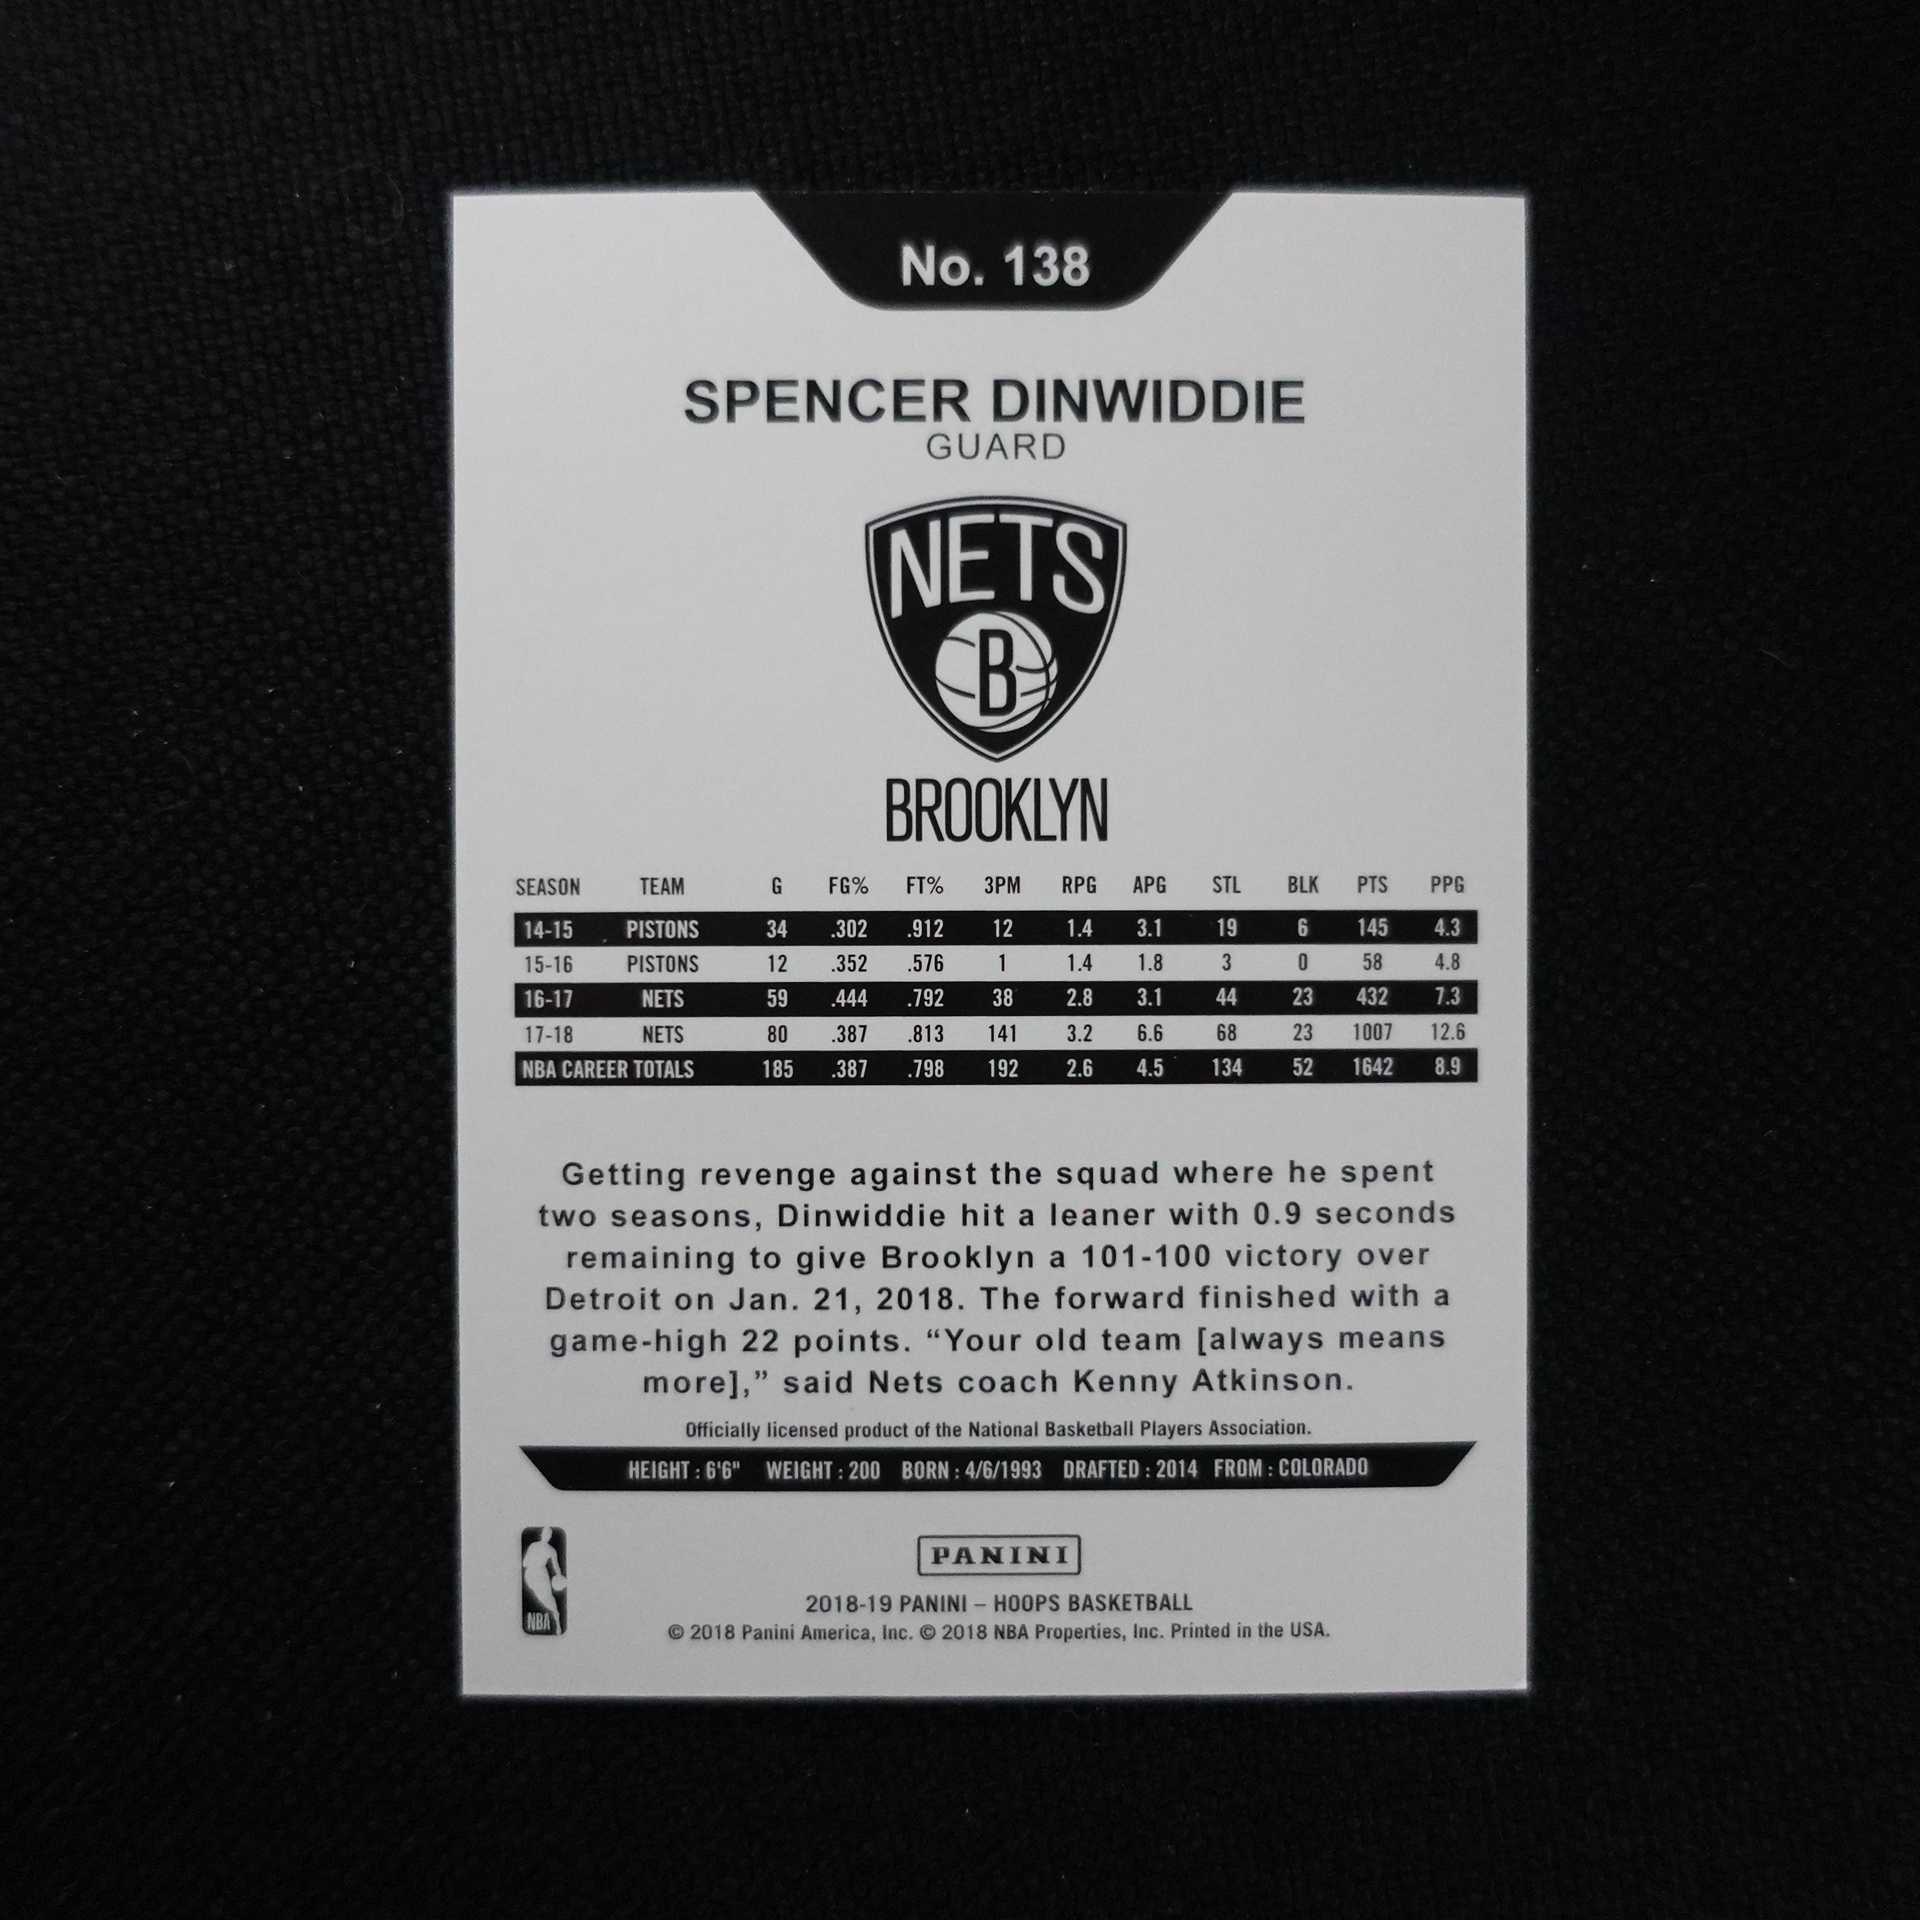 No. 138
SPENCER DINWIDDIE
GUARD
NETS
B
BROOKLYN
SEASON TEAM G FG% FT% 3PM RPG APG STL BLK PTS PPG
14-15 PISTONS 34 .302 .912 12 1.4 3.1 19 6 145 4.3
15-16 PISTONS 12 .352 .576 1 1.4 1.8 3 0 58 4.8
16-17 NETS 59 .444 .792 38 2.8 3.1 44 23 432 7.3
17-18 NETS 80 .387 .813 141 3.2 6.6 68 23 1007 12.6
NBA CAREER TOTALS 185 .387 .798 192 2.6 4.5 134 52 1642 8.9
Getting revenge against the squad where he spent
two seasons, Dinwiddie hit a leaner with 0.9 seconds
remaining to give Brooklyn a 101-100 victory over
Detroit on Jan. 21, 2018. The forward finished with a
game-high 22 points. “Your old team [always means
more],” said Nets coach Kenny Atkinson.
Officially licensed product of the National Basketball Players Association.
HEIGHT : 6'6" WEIGHT : 200 BORN : 4/6/1993 DRAFTED : 2014 FROM : COLORADO
NBA
PANINI
2018-19 PANINI – HOOPS BASKETBALL
© 2018 Panini America, Inc. © 2018 NBA Properties, Inc. Printed in the USA.